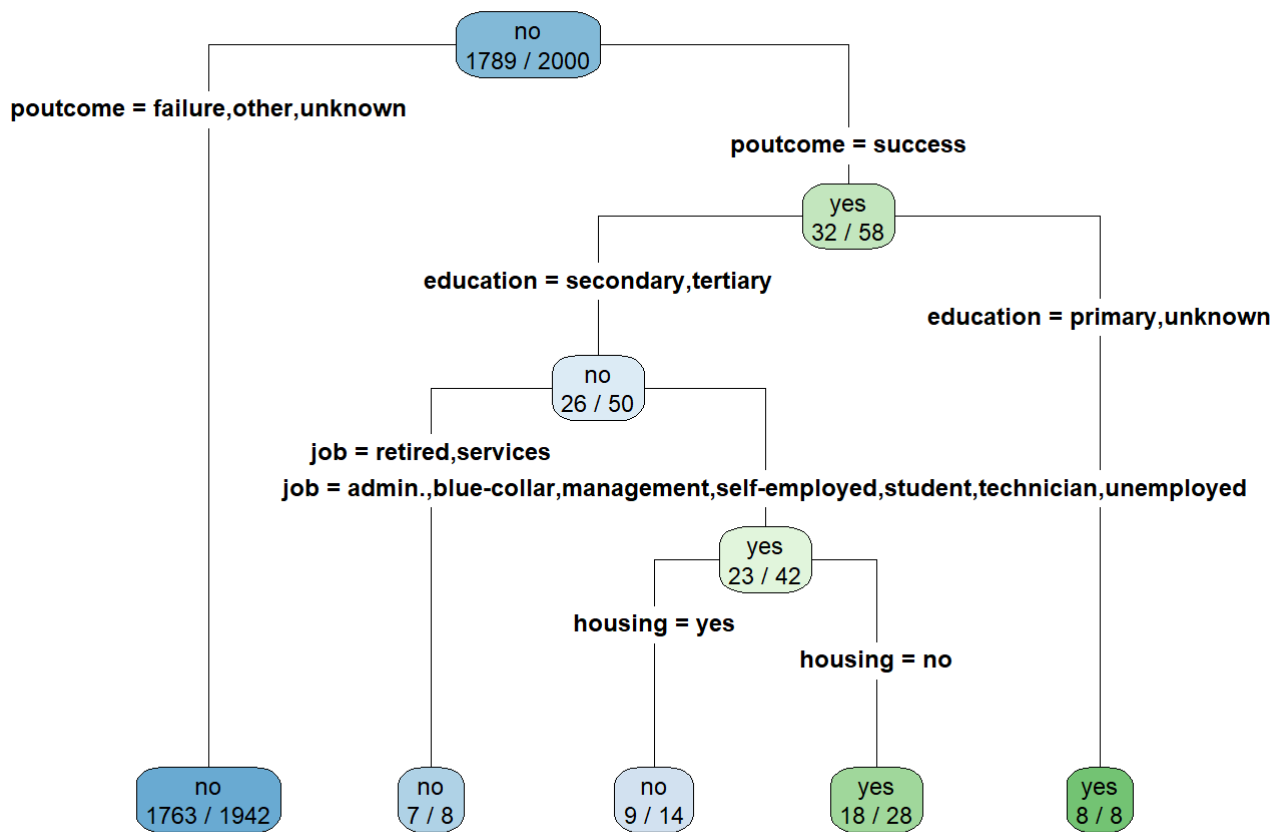 no
1789 / 2000
poutcome = failure,other,unknown
poutcome = success
yes
32 / 58
education = secondary,tertiary
education = primary,unknown
no
26 / 50
job = retired,services
job = admin.,blue-collar,management,self-employed,student,technician,unemployed
yes
23 / 42
housing = yes
housing = no
no
1763 / 1942
no
7 / 8
no
9 / 14
yes
18 / 28
yes
8 / 8